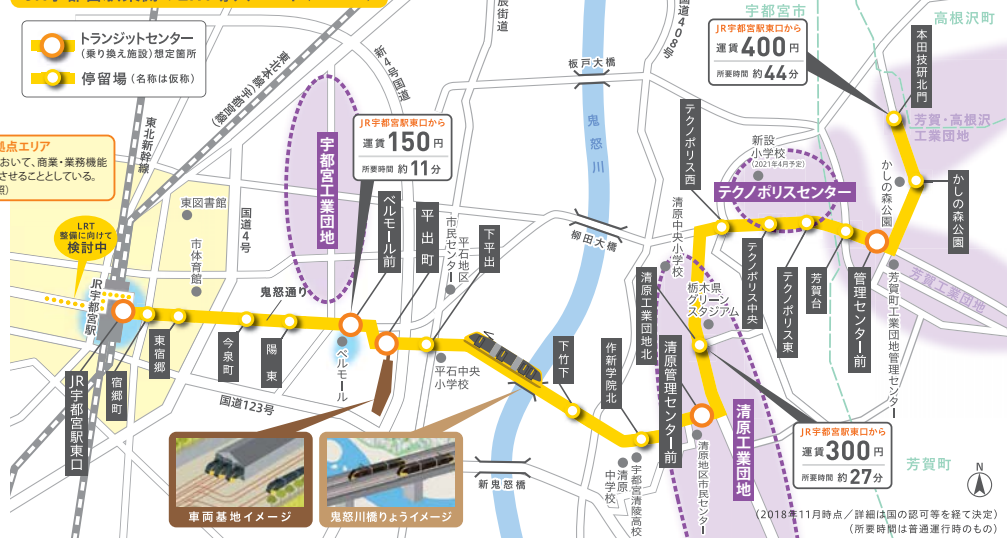 トランジットセンター
(乗り換え施設)想定箇所
停留場(名称は仮称)
拠点エリア
おいて、商業・業務機能
させることとしている。
LRT
整備に向けて
検討中
JR宇都宮駅
東北新幹線
東北本線(宇都宮線)
新4号国道
辰街道
国道408号
東図書館
市体育館
国道4号
鬼怒通り
国道123号
宇都宮工業団地
JR宇都宮駅東口から
運賃150円
所要時間 約11分
JR宇都宮駅東口
宿郷町
東宿郷
今泉町
陽東
ベルモール前
ベルモール
平出町
平石地区
市民センター
下平出
平石中央
小学校
車両基地イメージ
鬼怒川橋りょうイメージ
板戸大橋
鬼怒川
柳田大橋
新鬼怒橋
下竹下
作新学院北
清原
中学校
宇都宮清陵高校
清原管理センター前
清原地区市民センター
清原工業団地
清原工業団地北
栃木県
グリーン
スタジアム
清原中央小学校
JR宇都宮駅東口から
運賃300円
所要時間 約27分
テクノポリス西
新設
小学校
(2021年4月予定)
テクノポリスセンター
テクノポリス中央
テクノポリス東
芳賀台
管理センター前
芳賀町工業団地管理センター
芳賀工業団地
かしの森公園
かしの森公園
芳賀・高根沢
工業団地
本田技研北門
JR宇都宮駅東口から
運賃400円
所要時間 約44分
宇都宮市
高根沢町
芳賀町
N
(2018年11月時点/詳細は国の認可等を経て決定)
(所要時間は普通運行時のもの)